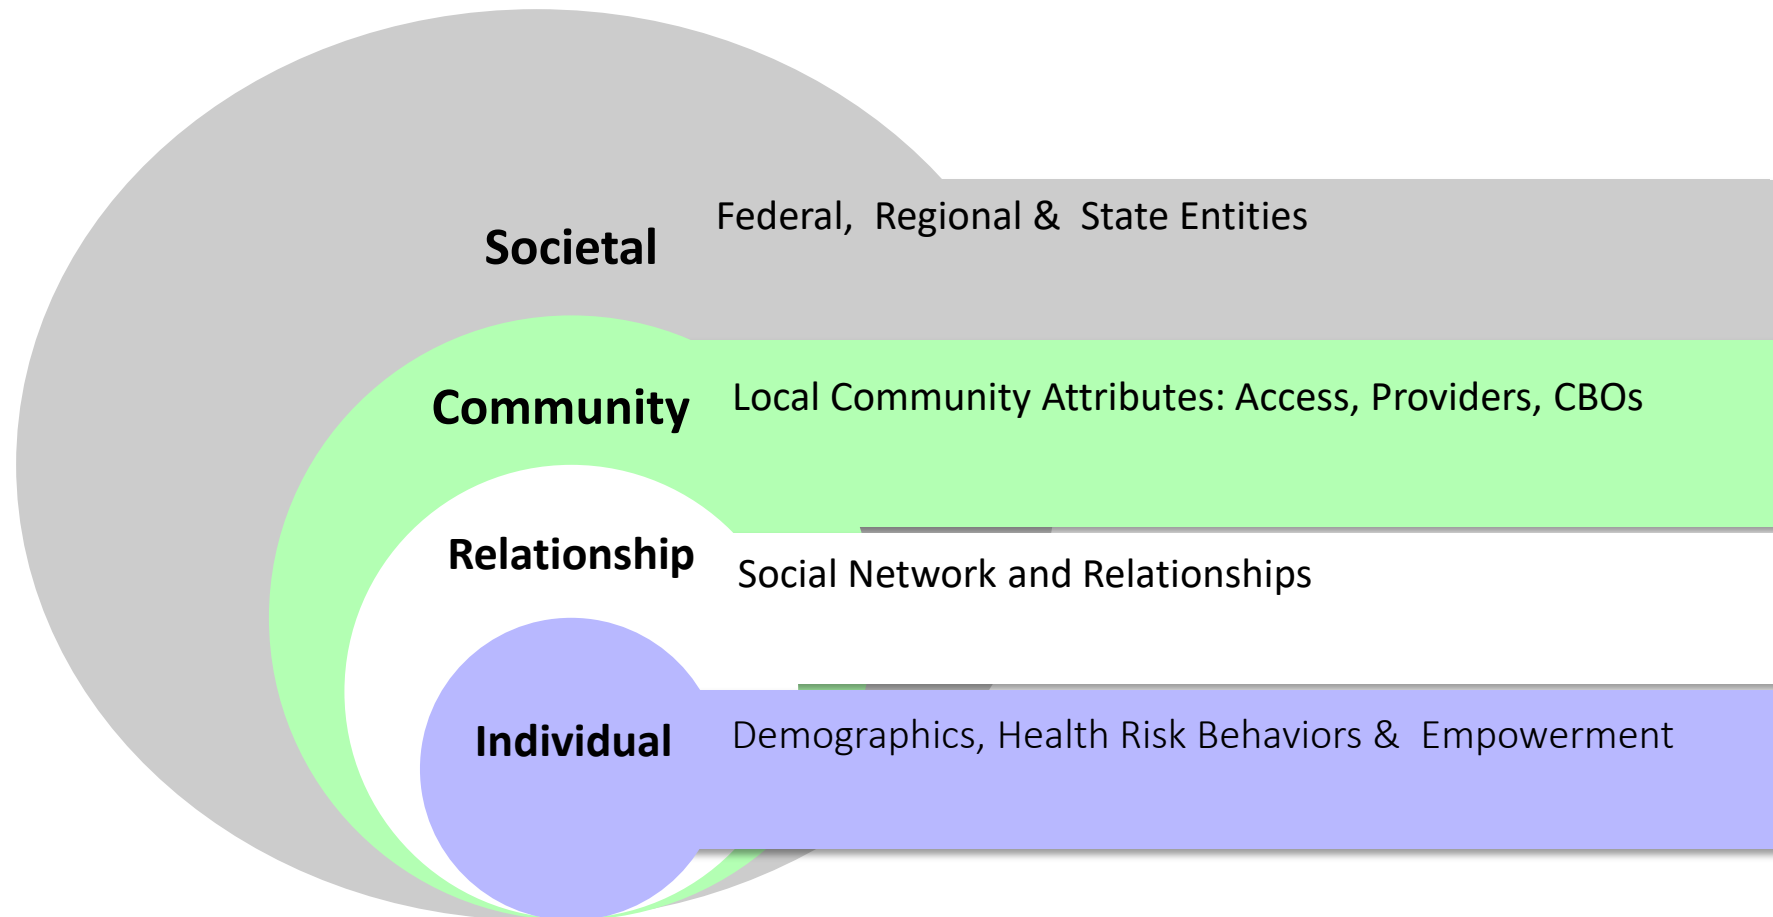 Societal
Federal, Regional & State Entities
Community
Local Community Attributes: Access, Providers, CBOs
Relationship
Social Network and Relationships
Individual
Demographics, Health Risk Behaviors & Empowerment